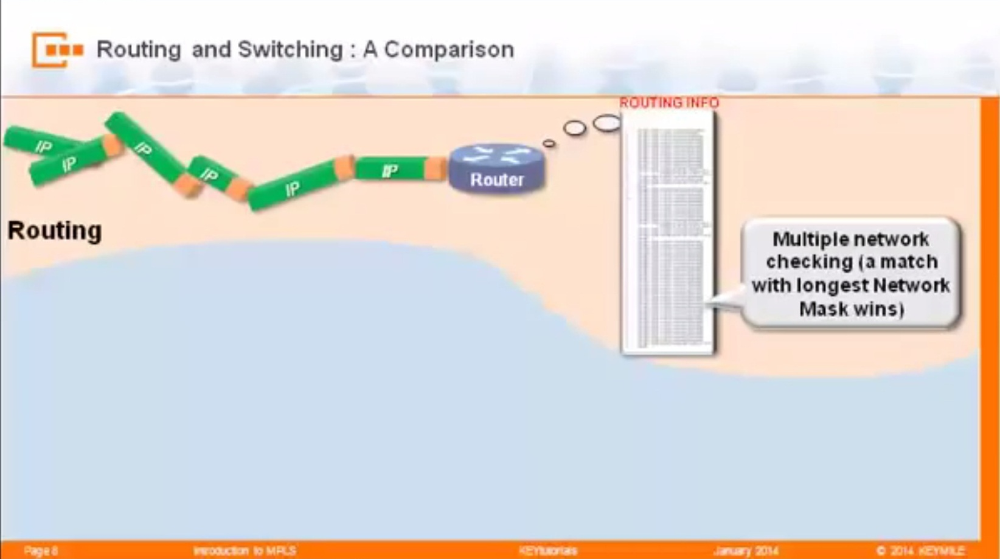 Routing and Switching : A Comparison
ROUTING INFO
IP
IP
IP
IP
IP
IP
Router
Routing
Multiple network
checking (a match
with longest Network
Mask wins)
Page 8
Introduction to MPLS
KEYtutorials
January 2014
© 2014 KEYMILE